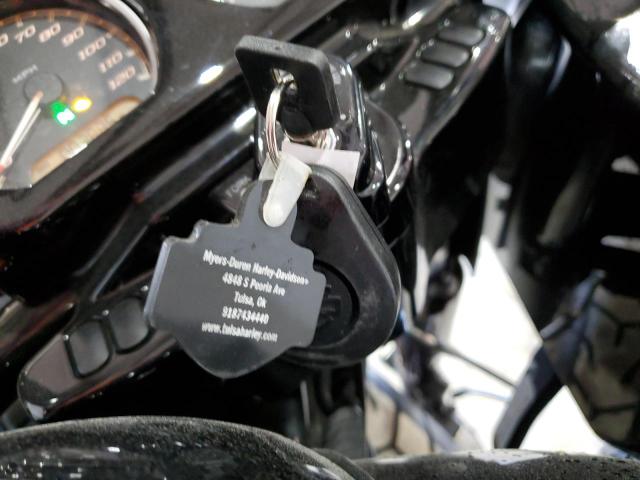 70 80 90
100
110
120
MPH
Myers-Duren Harley-Davidson®
4848 S Peoria Ave
Tulsa, Ok
9187434440
www.tulsaharley.com